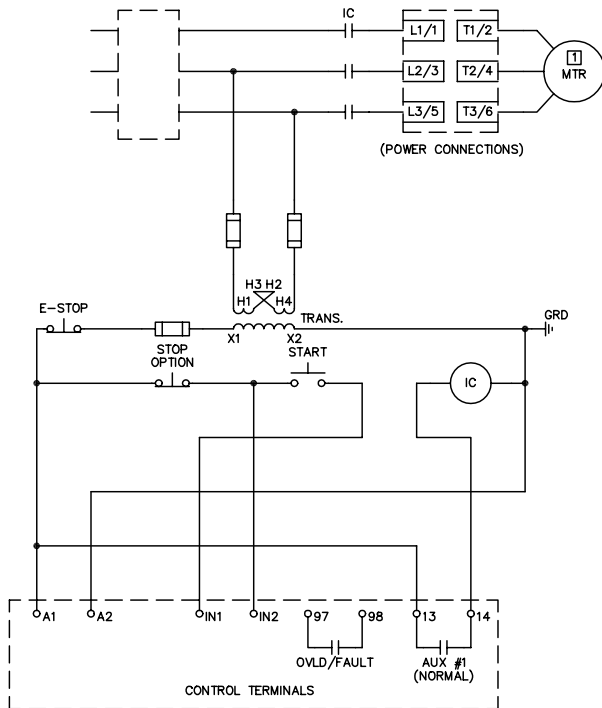 IC
L1/1 T1/2
1
L2/3 T2/4 MTR
L3/5 T3/6
(POWER CONNECTIONS)
H3 H2
H1 H4
E-STOP TRANS. GRD
X1 X2
STOP
OPTION
START
IC
A1 A2 IN1 IN2 97 98 13 14
OVLD/FAULT
AUX #1
(NORMAL)
CONTROL TERMINALS